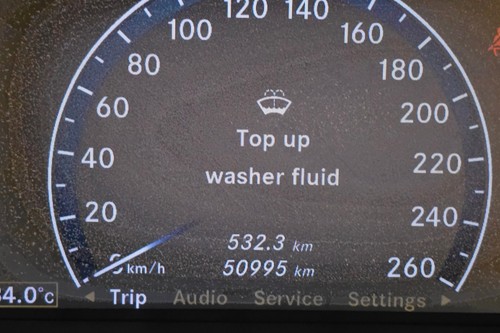 120 140
100 160
80 180
60 200
Top up
40 washer fluid 220
20 532.3 km 240
km/h 50995 km 260
4.0°C Trip Audio Service Settings